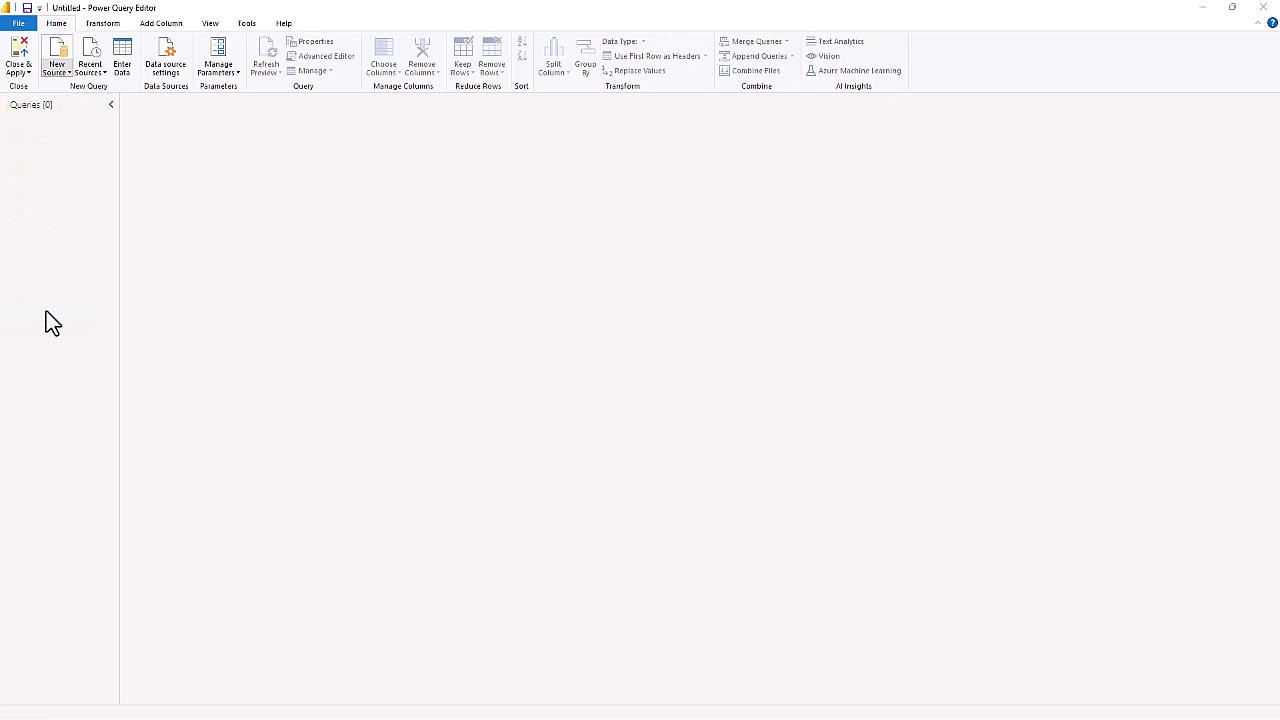 Untitled - Power Query Editor
File Home Transform Add Column View Tools Help
Close & Apply
New Source
Recent Sources
Enter Data
Data source settings
Manage Parameters
Refresh Preview
Properties
Advanced Editor
Manage
Choose Columns
Remove Columns
Keep Rows
Remove Rows
Split Column
Group By
Data Type:
Use First Row as Headers
Replace Values
Merge Queries
Append Queries
Combine Files
Text Analytics
Vision
Azure Machine Learning
Close New Query Data Sources Parameters Query Manage Columns Reduce Rows Sort Transform Combine AI Insights
Queries [0]